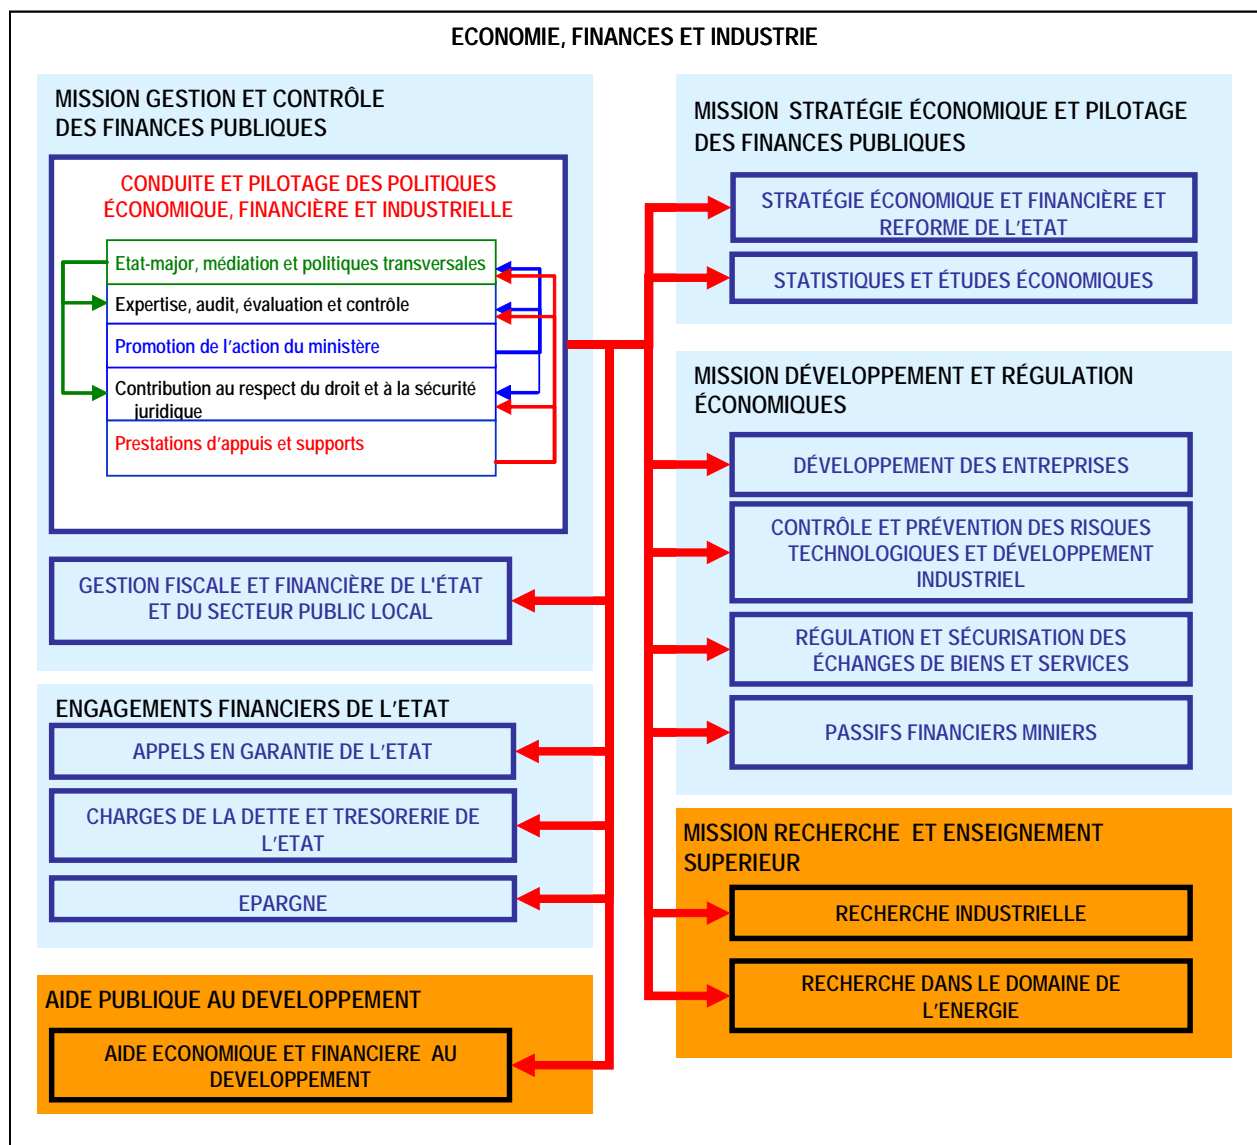 ECONOMIE, FINANCES ET INDUSTRIE
MISSION GESTION ET CONTRÔLE
DES FINANCES PUBLIQUES
CONDUITE ET PILOTAGE DES POLITIQUES
ÉCONOMIQUE, FINANCIÈRE ET INDUSTRIELLE
Etat-major, médiation et politiques transversales
Expertise, audit, évaluation et contrôle
Promotion de l'action du ministère
Contribution au respect du droit et à la sécurité
juridique
Prestations d'appuis et supports
GESTION FISCALE ET FINANCIÈRE DE L'ÉTAT
ET DU SECTEUR PUBLIC LOCAL
ENGAGEMENTS FINANCIERS DE L'ETAT
APPELS EN GARANTIE DE L'ETAT
CHARGES DE LA DETTE ET TRESORERIE DE
L'ETAT
EPARGNE
AIDE PUBLIQUE AU DEVELOPPEMENT
AIDE ECONOMIQUE ET FINANCIERE AU
DEVELOPPEMENT
MISSION STRATÉGIE ÉCONOMIQUE ET PILOTAGE
DES FINANCES PUBLIQUES
STRATÉGIE ÉCONOMIQUE ET FINANCIÈRE ET
REFORME DE L'ETAT
STATISTIQUES ET ÉTUDES ÉCONOMIQUES
MISSION DÉVELOPPEMENT ET RÉGULATION
ÉCONOMIQUES
DÉVELOPPEMENT DES ENTREPRISES
CONTRÔLE ET PRÉVENTION DES RISQUES
TECHNOLOGIQUES ET DÉVELOPPEMENT
INDUSTRIEL
RÉGULATION ET SÉCURISATION DES
ÉCHANGES DE BIENS ET SERVICES
PASSIFS FINANCIERS MINIERS
MISSION RECHERCHE ET ENSEIGNEMENT
SUPERIEUR
RECHERCHE INDUSTRIELLE
RECHERCHE DANS LE DOMAINE DE
L'ENERGIE